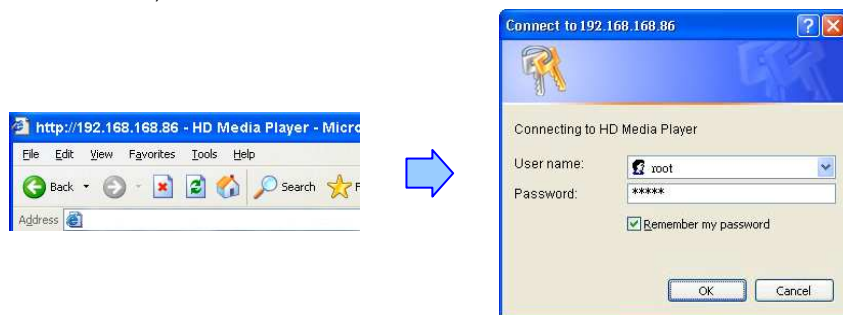 http://192.168.168.86 - HD Media Player - Micro
File Edit View Favorites Tools Help
Back Search
Address
Connect to 192.168.168.86
Connecting to HD Media Player
User name: root
Password: *****
Remember my password
OK Cancel